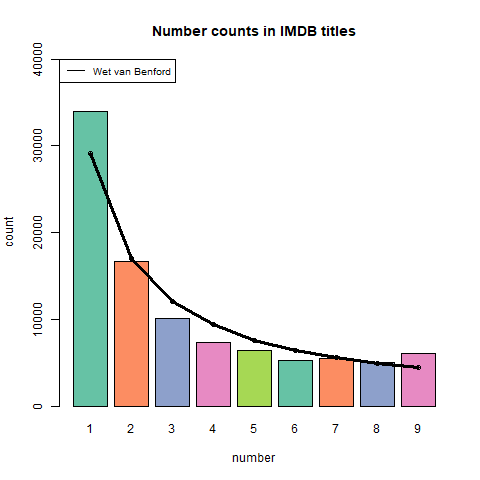 Number counts in IMDB titles
Wet van Benford
count
40000
30000
20000
10000
0
1 2 3 4 5 6 7 8 9
number